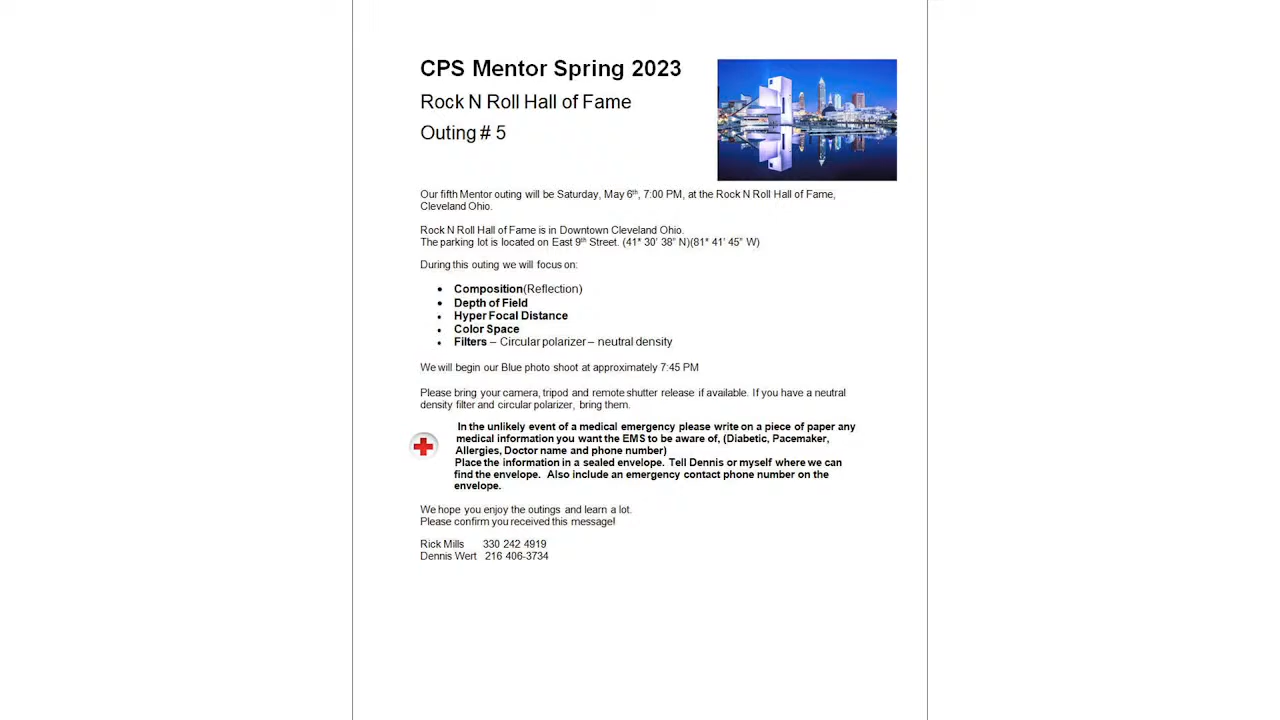 CPS Mentor Spring 2023
Rock N Roll Hall of Fame
Outing # 5
Our fifth Mentor outing will be Saturday, May 6th, 7:00 PM, at the Rock N Roll Hall of Fame,
Cleveland Ohio.
Rock N Roll Hall of Fame is in Downtown Cleveland Ohio.
The parking lot is located on East 9th Street. (41* 30' 38" N)(81* 41' 45" W)
During this outing we will focus on:
• Composition(Reflection)
• Depth of Field
• Hyper Focal Distance
• Color Space
• Filters – Circular polarizer – neutral density
We will begin our Blue photo shoot at approximately 7:45 PM
Please bring your camera, tripod and remote shutter release if available. If you have a neutral
density filter and circular polarizer, bring them.
In the unlikely event of a medical emergency please write on a piece of paper any
medical information you want the EMS to be aware of, (Diabetic, Pacemaker,
Allergies, Doctor name and phone number)
Place the information in a sealed envelope. Tell Dennis or myself where we can
find the envelope. Also include an emergency contact phone number on the
envelope.
We hope you enjoy the outings and learn a lot.
Please confirm you received this message!
Rick Mills 330 242 4919
Dennis Wert 216 406-3734